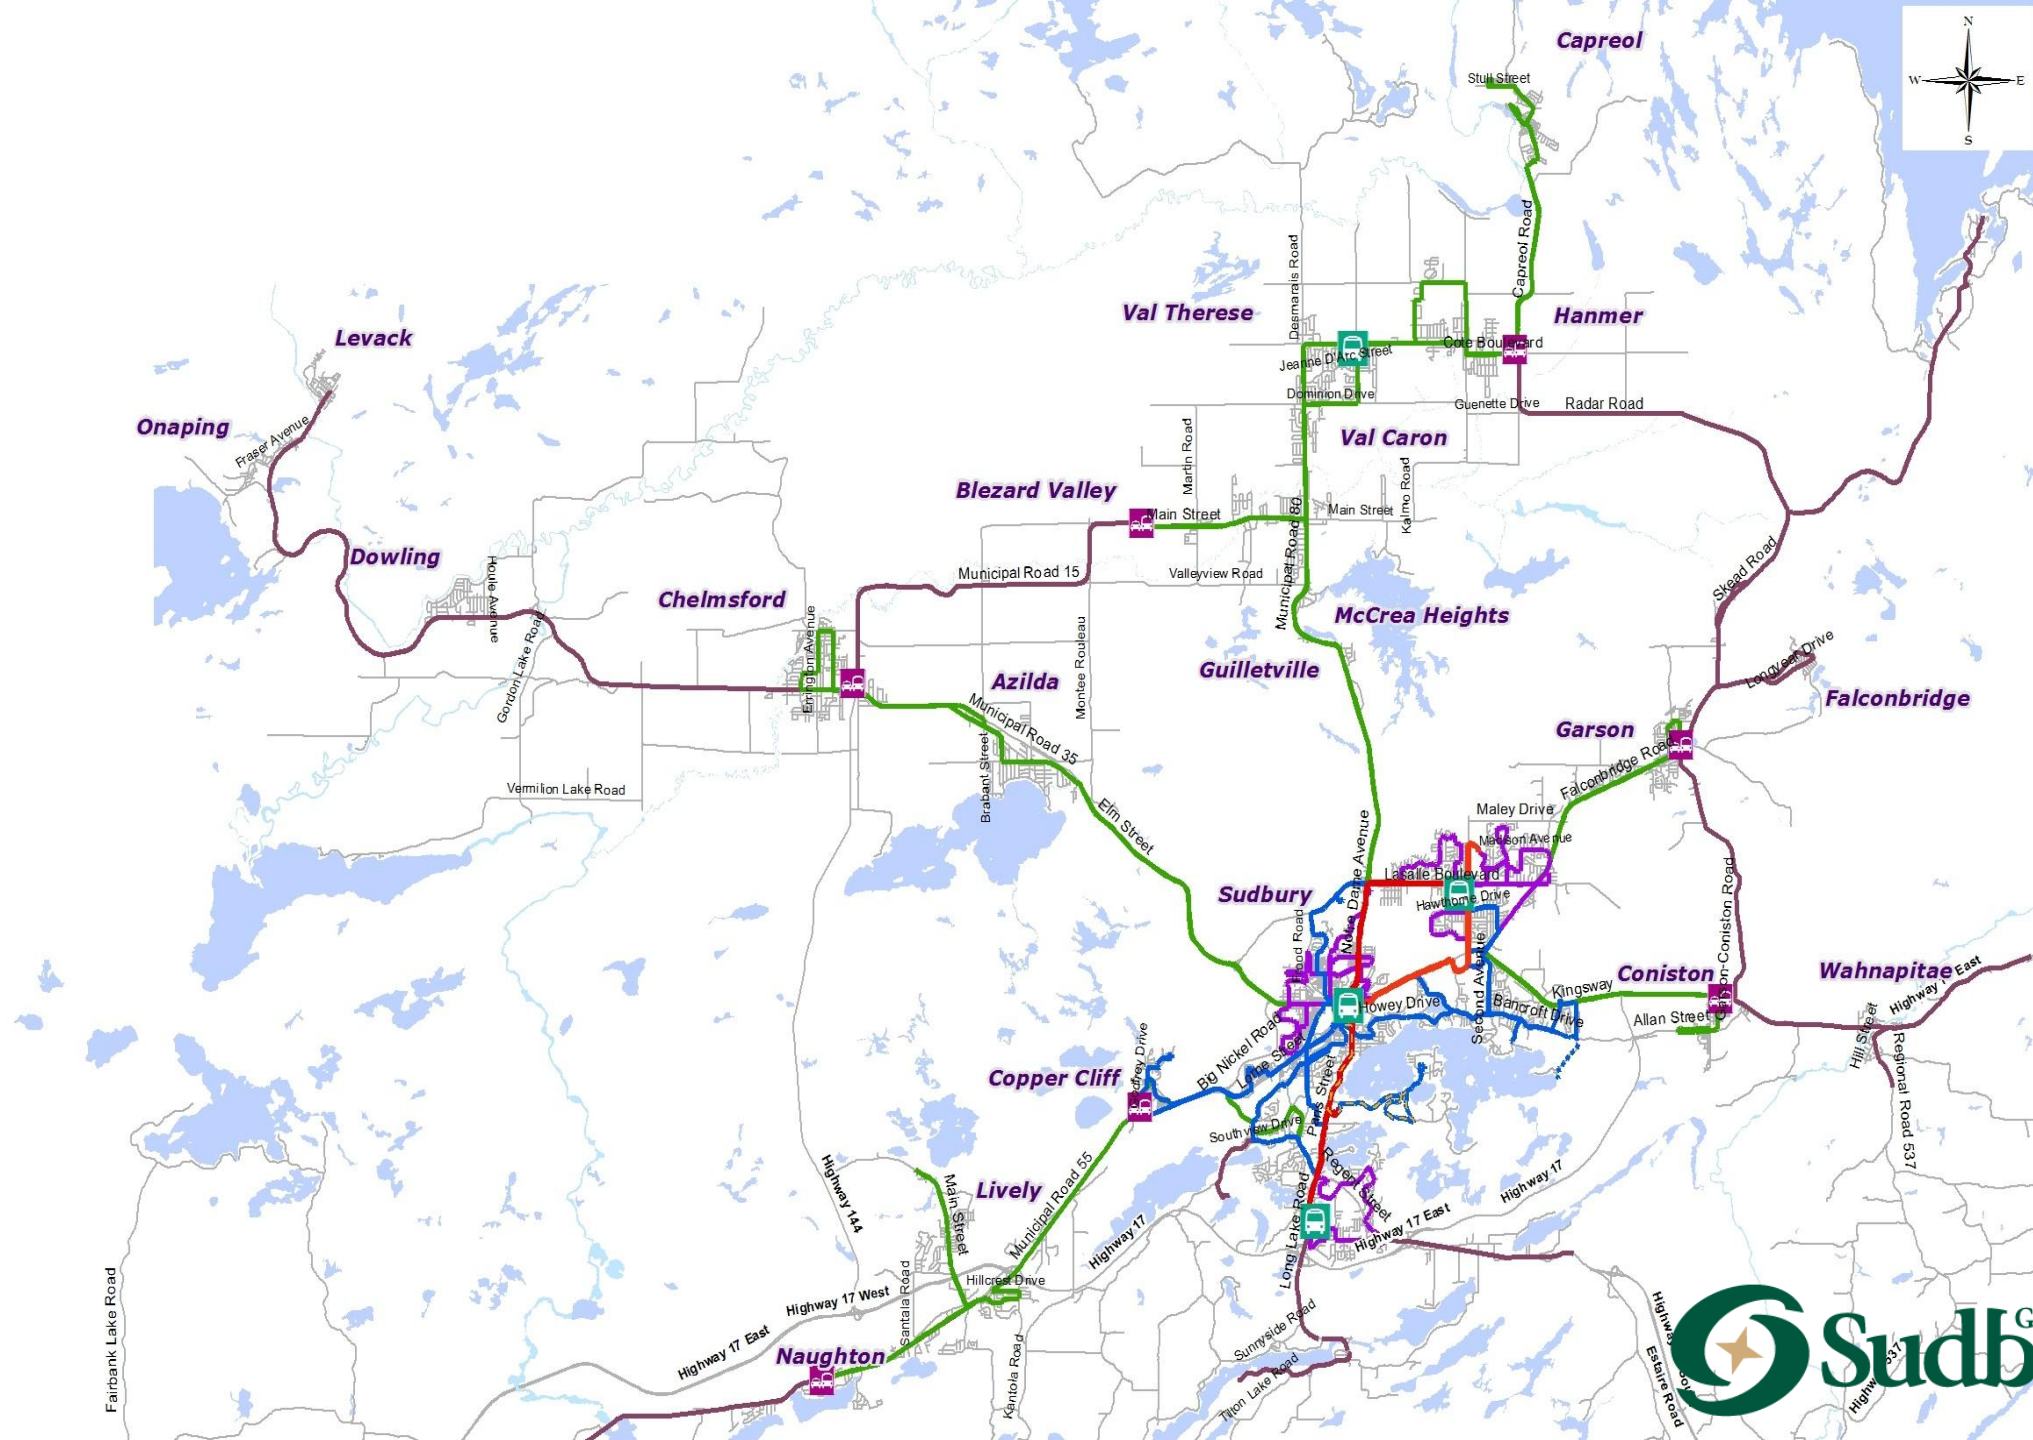 N
W
E
S
Capreol
Stull Street
Capreol Road
Desmarais Road
Val Therese
Hanmer
Levack
Jeanne D'Arc Street
Cote Boulevard
Dominion Drive
Guenette Drive
Radar Road
Onaping
Fraser Avenue
Val Caron
Martin Road
Kalmo Road
Blezard Valley
Main Street
Main Street
Municipal Road 80
Dowling
Houle Avenue
Municipal Road 15
Valleyview Road
Skead Road
Chelmsford
Errington Avenue
McCrea Heights
Gordon Lake Road
Montee Rouleau
Guilletville
Longyear Drive
Azilda
Falconbridge
Municipal Road 35
Garson
Brabant Street
Falconbridge Road
Vermilion Lake Road
Elm Street
Maley Drive
Madison Avenue
Notre Dame Avenue
Lasalle Boulevard
Sudbury
Hawthorne Drive
Garson-Coniston Road
Second Avenue
Coniston
Wahnapitae
Kingsway
Howey Drive
Bancroft Drive
Allan Street
Hill Street
Big Nickel Road
Lorne Street
Copper Cliff
Paris Street
Regional Road 537
Southview Drive
Regent Street
Highway 144
Main Street
Lively
Municipal Road 55
Highway 17
Highway 17
Highway 17 East
Long Lake Road
Hillcrest Drive
Santala Road
Highway 17 West
Fairbank Lake Road
Highway 17 East
Naughton
Kantola Road
Sunnyside Road
Tilton Lake Road
Estaire Road
G
Sudb